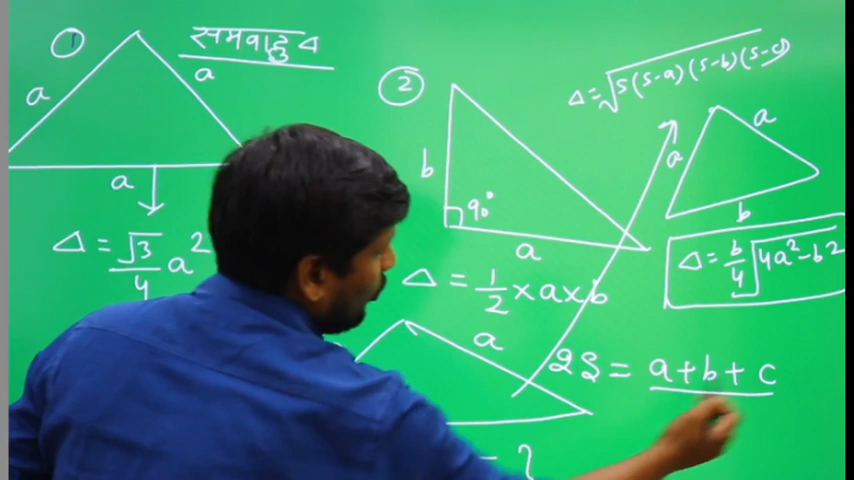 1
समबाहु Δ
a
a
a
Δ = √3/4 a²
2
b
90°
a
Δ = 1/2 × a × b
Δ = √s(s-a)(s-b)(s-c)
a
a
b
Δ = b/4 √4a²-b²
a
2S = a + b + c